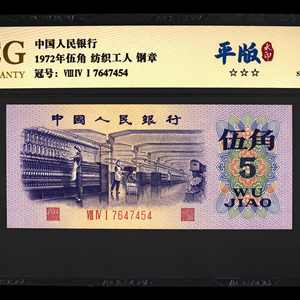 CG
中国人民银行
1972年伍角 纺织工人 钢章
冠号: VIII IV I 7647454
平版
☆☆☆
中國人民銀行
伍角
5
WU
JIAO
VIII IV I 7647454